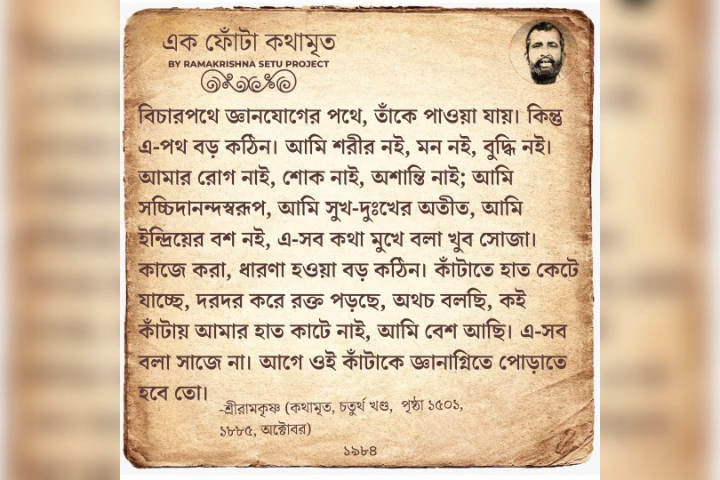 এক ফোঁটা কথামৃত
BY RAMAKRISHNA SETU PROJECT
বিচারপথে জ্ঞানযোগের পথে, তাঁকে পাওয়া যায়। কিন্তু
এ-পথ বড় কঠিন। আমি শরীর নই, মন নই, বুদ্ধি নই।
আমার রোগ নাই, শোক নাই, অশান্তি নাই; আমি
সচ্চিদানন্দস্বরূপ, আমি সুখ-দুঃখের অতীত, আমি
ইন্দ্রিয়ের বশ নই, এ-সব কথা মুখে বলা খুব সোজা।
কাজে করা, ধারণা হওয়া বড় কঠিন। কাঁটাতে হাত কেটে
যাচ্ছে, দরদর করে রক্ত পড়ছে, অথচ বলছি, কই
কাঁটায় আমার হাত কাটে নাই, আমি বেশ আছি। এ-সব
বলা সাজে না। আগে ওই কাঁটাকে জ্ঞানাগ্নিতে পোড়াতে
হবে তো।
-শ্রীরামকৃষ্ণ (কথামৃত, চতুর্থ খণ্ড, পৃষ্ঠা ১৫০১,
১৮৮৫, অক্টোবর)
১৯৮৪